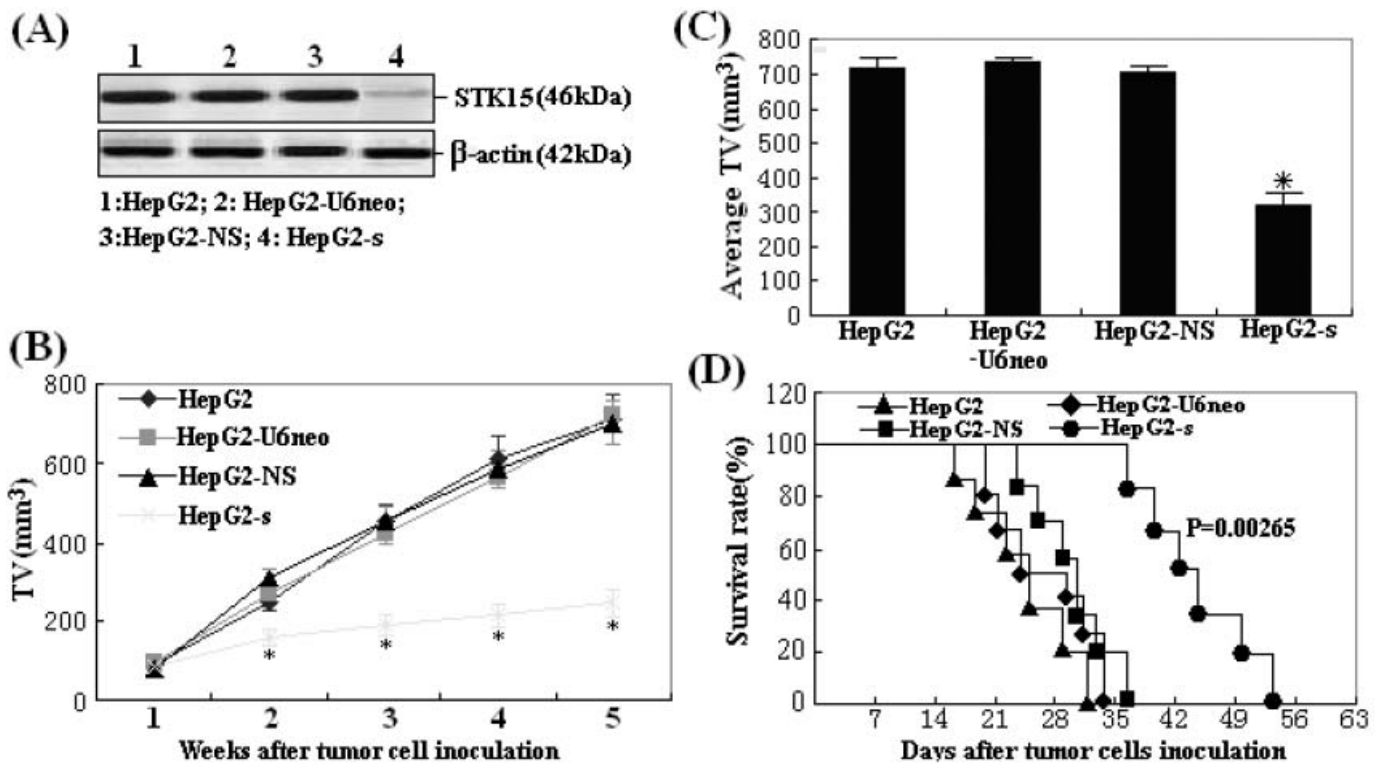 (A)
1 2 3 4
STK15(46kDa)
β-actin(42kDa)
1:HepG2; 2: HepG2-U6neo;
3:HepG2-NS; 4: HepG2-s
(B)
TV(mm³)
800
600
400
200
0
HepG2
HepG2-U6neo
HepG2-NS
HepG2-s
* * * *
1 2 3 4 5
Weeks after tumor cell inoculation
(C)
Average TV(mm³)
800
700
600
500
400
300
200
100
0
*
HepG2
HepG2
-U6neo
HepG2-NS
HepG2-s
(D)
Survival rate(%)
120
100
80
60
40
20
0
HepG2
HepG2-U6neo
HepG2-NS
HepG2-s
P=0.00265
7 14 21 28 35 42 49 56 63
Days after tumor cells inoculation